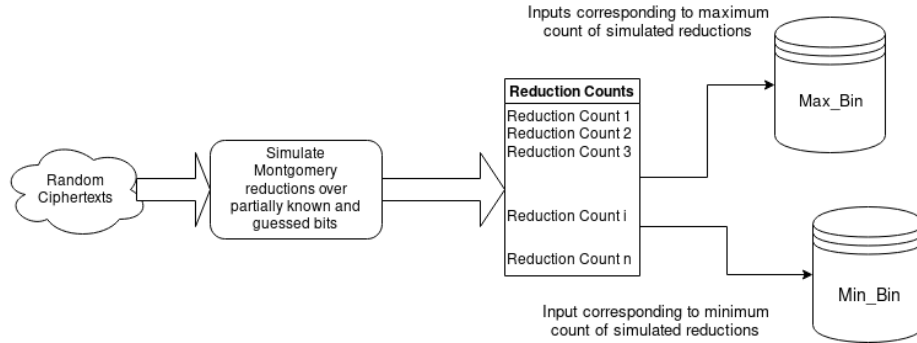 Inputs corresponding to maximum
count of simulated reductions
Max_Bin
Reduction Counts
Reduction Count 1
Reduction Count 2
Reduction Count 3
Reduction Count i
Reduction Count n
Random
Ciphertexts
Simulate
Montgomery
reductions over
partially known and
guessed bits
Min_Bin
Input corresponding to minimum
count of simulated reductions